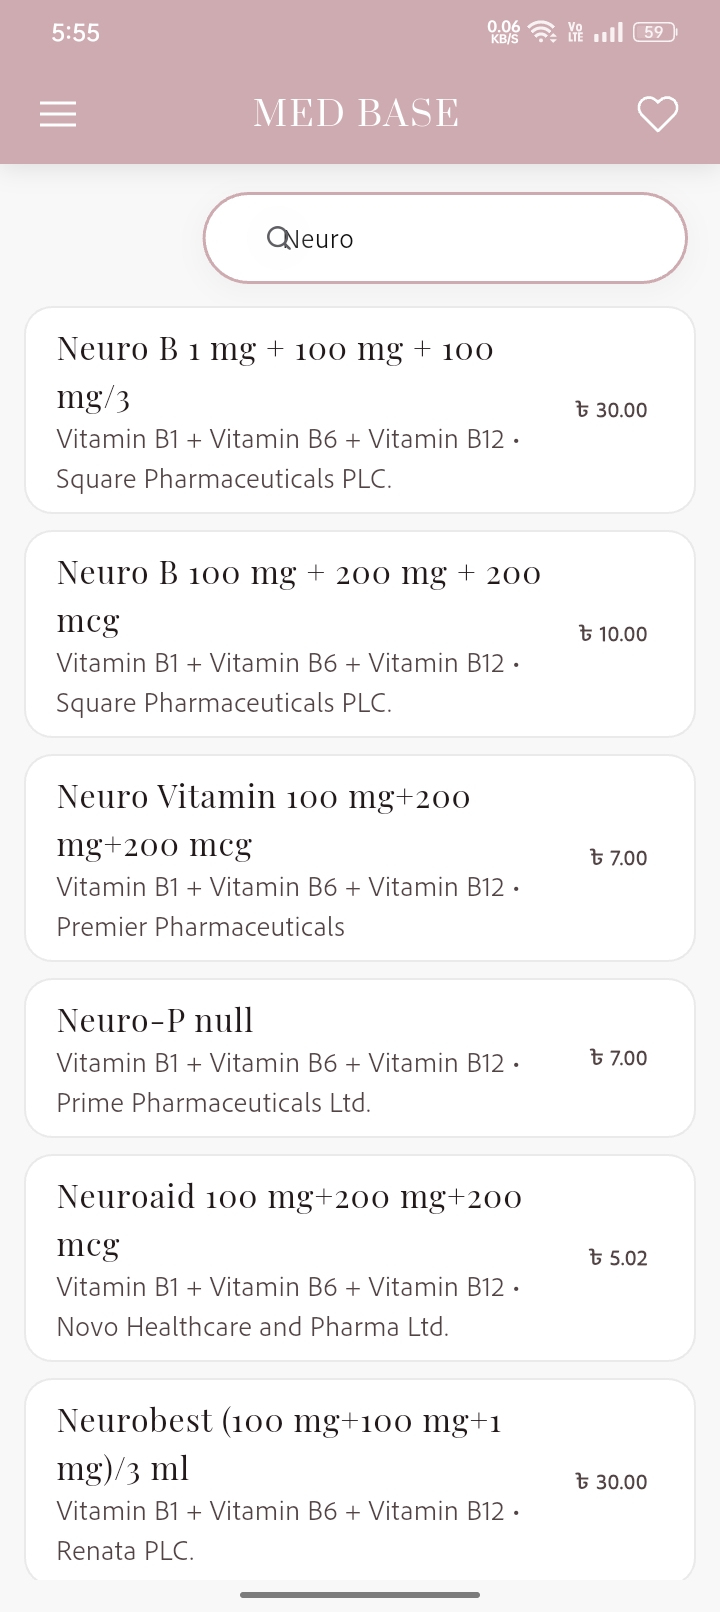 5:55
0.06
KB/S
Vo
LTE
59
MED BASE
Neuro
Neuro B 1 mg + 100 mg + 100
mg/3
৳ 30.00
Vitamin B1 + Vitamin B6 + Vitamin B12 •
Square Pharmaceuticals PLC.
Neuro B 100 mg + 200 mg + 200
mcg
৳ 10.00
Vitamin B1 + Vitamin B6 + Vitamin B12 •
Square Pharmaceuticals PLC.
Neuro Vitamin 100 mg+200
mg+200 mcg
৳ 7.00
Vitamin B1 + Vitamin B6 + Vitamin B12 •
Premier Pharmaceuticals
Neuro-P null
৳ 7.00
Vitamin B1 + Vitamin B6 + Vitamin B12 •
Prime Pharmaceuticals Ltd.
Neuroaid 100 mg+200 mg+200
mcg
৳ 5.02
Vitamin B1 + Vitamin B6 + Vitamin B12 •
Novo Healthcare and Pharma Ltd.
Neurobest (100 mg+100 mg+1
mg)/3 ml
৳ 30.00
Vitamin B1 + Vitamin B6 + Vitamin B12 •
Renata PLC.